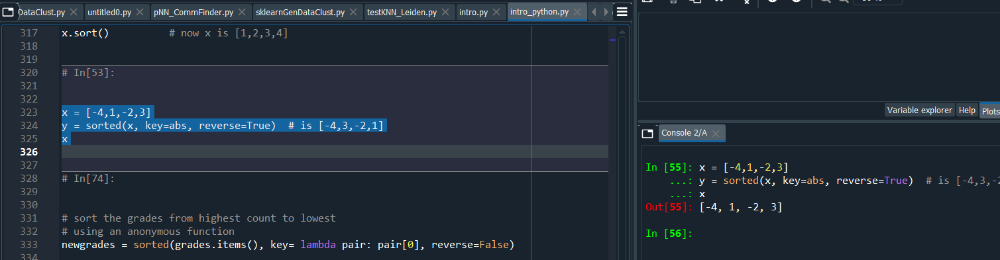 DataClust.py untitled0.py pNN_CommFinder.py sklearnGenDataClust.py testKNN_Leiden.py intro.py intro_python.py
317 x.sort()          # now x is [1,2,3,4]
318
319
320 # In[53]:
321
322
323 x = [-4,1,-2,3]
324 y = sorted(x, key=abs, reverse=True)  # is [-4,3,-2,1]
325 x
326
327
328 # In[74]:
329
330
331 # sort the grades from highest count to lowest
332 # using an anonymous function
333 newgrades = sorted(grades.items(), key= lambda pair: pair[0], reverse=False)
334
Variable explorer Help Plots
Console 2/A
In [55]: x = [-4,1,-2,3]
    ...: y = sorted(x, key=abs, reverse=True)  # is [-4,3,-2
    ...: x
Out[55]: [-4, 1, -2, 3]
In [56]: